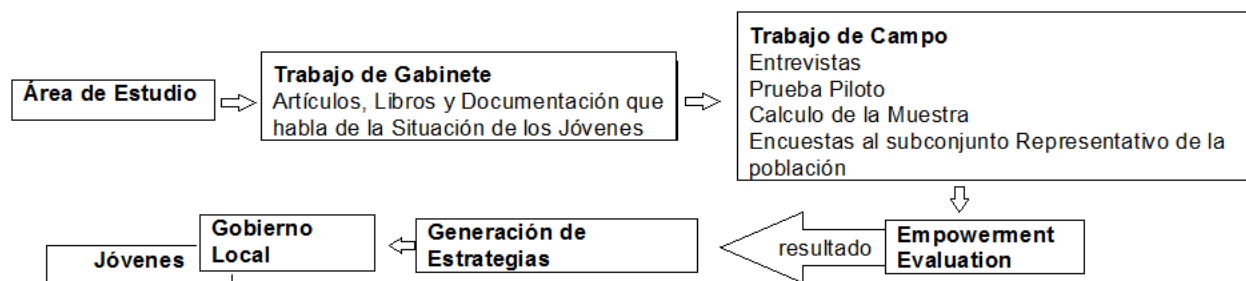 Área de Estudio
Trabajo de Gabinete
Artículos, Libros y Documentación que
habla de la Situación de los Jóvenes
Trabajo de Campo
Entrevistas
Prueba Piloto
Calculo de la Muestra
Encuestas al subconjunto Representativo de la
población
Empowerment
Evaluation
resultado
Generación de
Estrategias
Gobierno
Local
Jóvenes